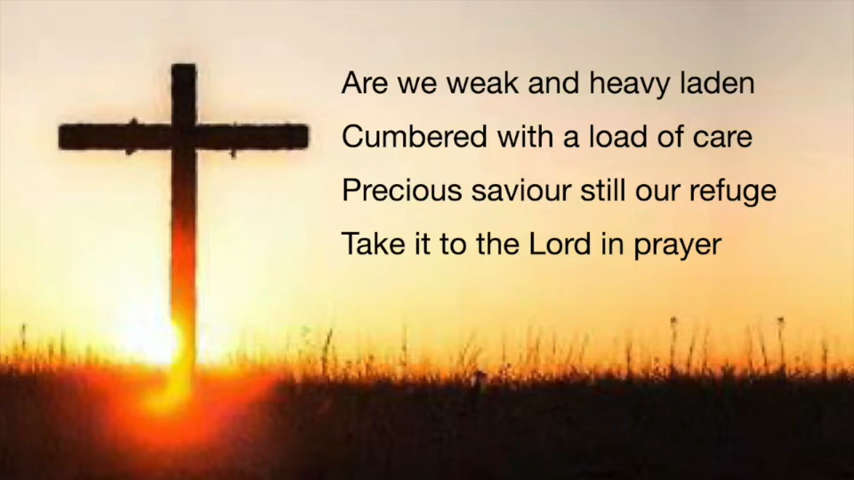 Are we weak and heavy laden
Cumbered with a load of care
Precious saviour still our refuge
Take it to the Lord in prayer